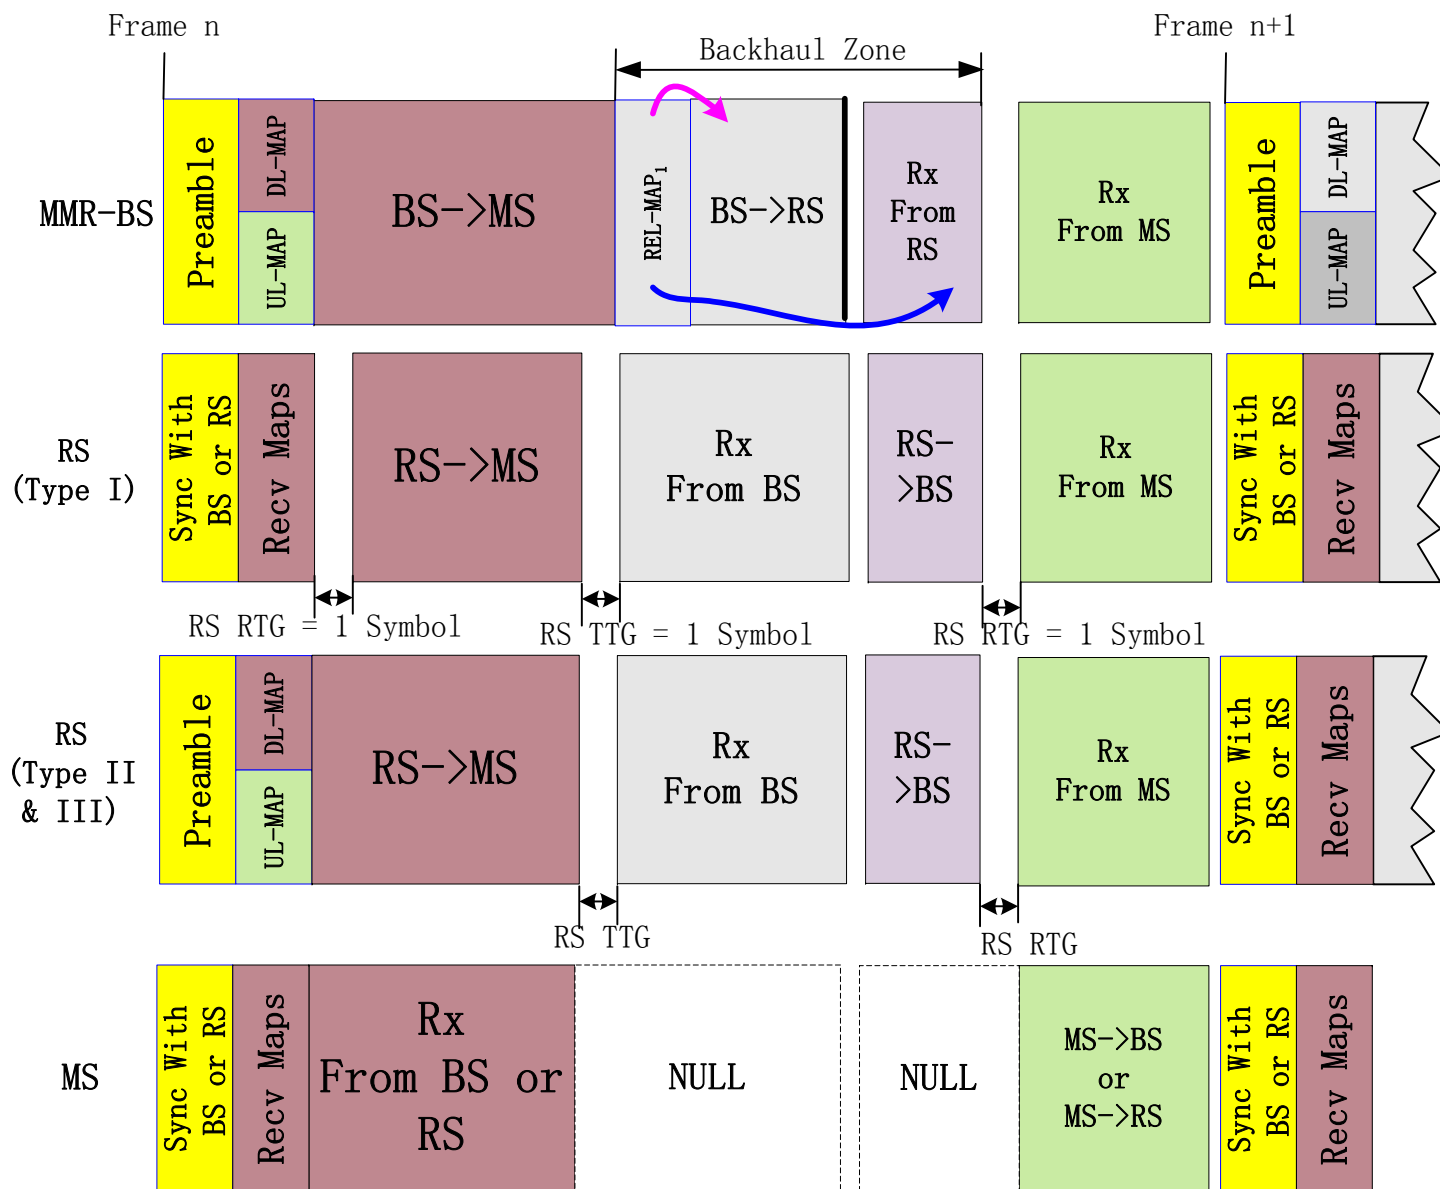 Frame n
Frame n+1
Backhaul Zone
MMR-BS
Preamble
DL-MAP
UL-MAP
BS->MS
REL-MAP₁
BS->RS
Rx
From
RS
Rx
From MS
Preamble
DL-MAP
UL-MAP
RS
(Type I)
Sync With
BS or RS
Recv Maps
RS->MS
Rx
From BS
RS-
>BS
Rx
From MS
Sync With
BS or RS
Recv Maps
RS RTG = 1 Symbol
RS TTG = 1 Symbol
RS RTG = 1 Symbol
RS
(Type II
& III)
Preamble
DL-MAP
UL-MAP
RS->MS
Rx
From BS
RS-
>BS
Rx
From MS
Sync With
BS or RS
Recv Maps
RS TTG
RS RTG
MS
Sync With
BS or RS
Recv Maps
Rx
From BS or
RS
NULL
NULL
MS->BS
or
MS->RS
Sync With
BS or RS
Recv Maps